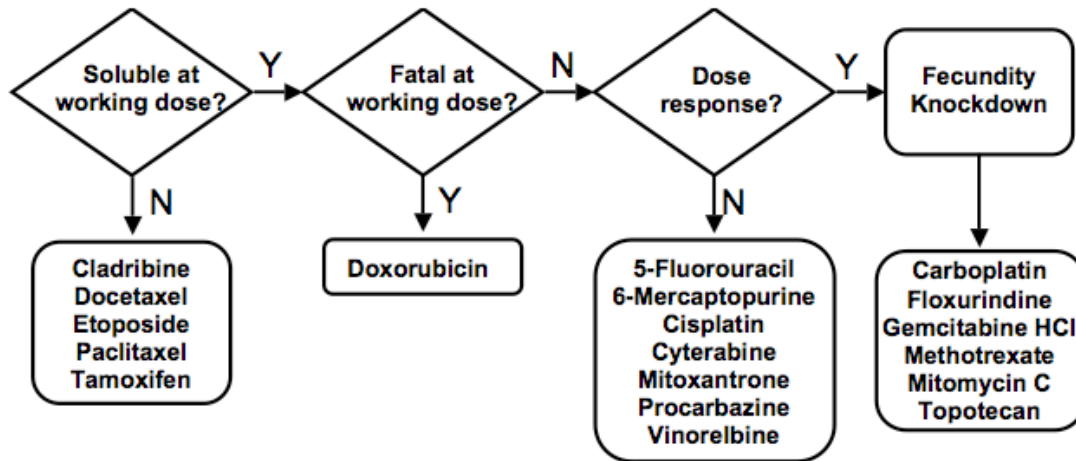 Soluble at
working dose?
Y
Fatal at
working dose?
N
Dose
response?
Y
Fecundity
Knockdown
N
Y
N
Cladribine
Docetaxel
Etoposide
Paclitaxel
Tamoxifen
Doxorubicin
5-Fluorouracil
6-Mercaptopurine
Cisplatin
Cyterabine
Mitoxantrone
Procarbazine
Vinorelbine
Carboplatin
Floxurindine
Gemcitabine HCl
Methotrexate
Mitomycin C
Topotecan